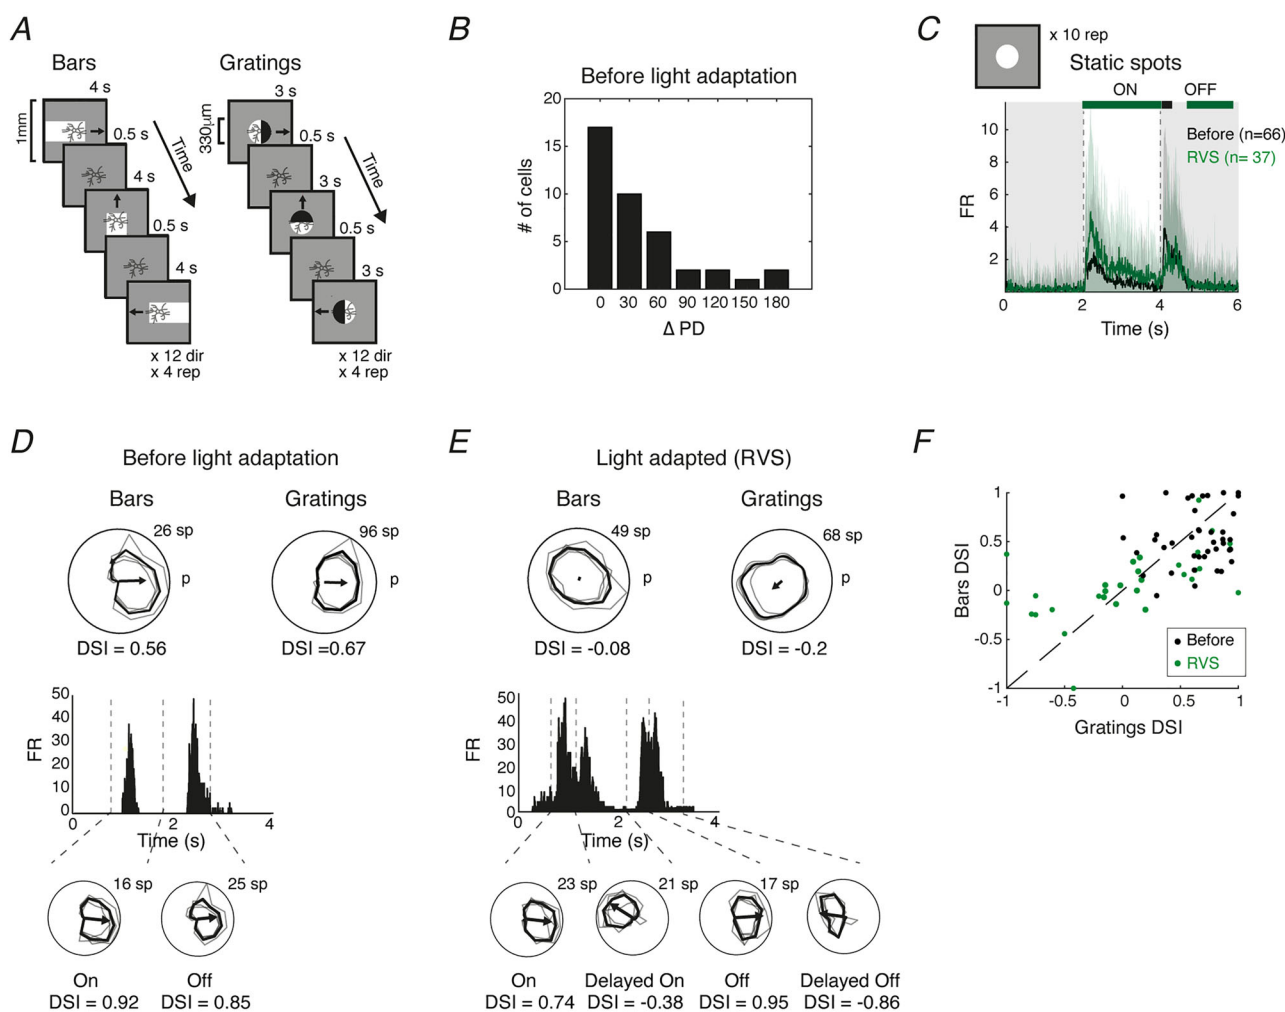 A
Bars
Gratings
4 s
3 s
1mm
330µm
0.5 s
0.5 s
Time
Time
4 s
3 s
0.5 s
0.5 s
4 s
3 s
x 12 dir
x 4 rep
x 12 dir
x 4 rep
B
Before light adaptation
20
15
10
5
0
# of cells
0 30 60 90 120 150 180
Δ PD
C
x 10 rep
Static spots
ON OFF
10
8
6
4
2
FR
Before (n=66)
RVS (n= 37)
0 2 4 6
Time (s)
D
Before light adaptation
Bars
Gratings
26 sp
96 sp
p
p
DSI = 0.56
DSI =0.67
50
40
30
20
10
0
FR
0 2 4
Time (s)
16 sp
25 sp
On
DSI = 0.92
Off
DSI = 0.85
E
Light adapted (RVS)
Bars
Gratings
49 sp
68 sp
p
p
DSI = -0.08
DSI = -0.2
50
40
30
20
10
0
FR
0 2 4
Time (s)
23 sp
21 sp
17 sp
On
DSI = 0.74
Delayed On
DSI = -0.38
Off
DSI = 0.95
Delayed Off
DSI = -0.86
F
1
0.5
0
-0.5
-1
Bars DSI
Before
RVS
-1 -0.5 0 0.5 1
Gratings DSI